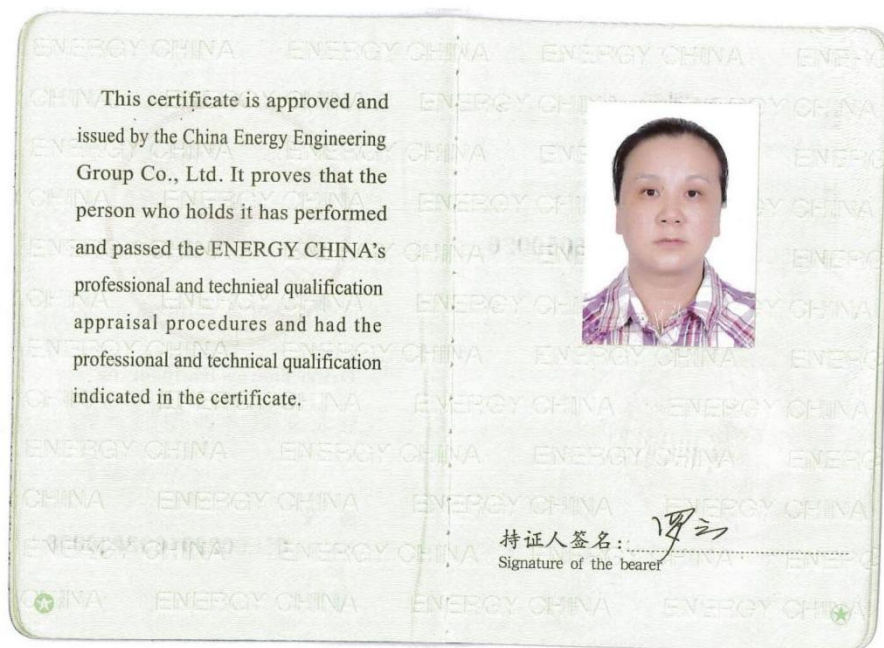 This certificate is approved and
issued by the China Energy Engineering
Group Co., Ltd. It proves that the
person who holds it has performed
and passed the ENERGY CHINA's
professional and technieal qualification
appraisal procedures and had the
professional and technical qualification
indicated in the certificate.
持证人签名: 罗云
Signature of the bearer